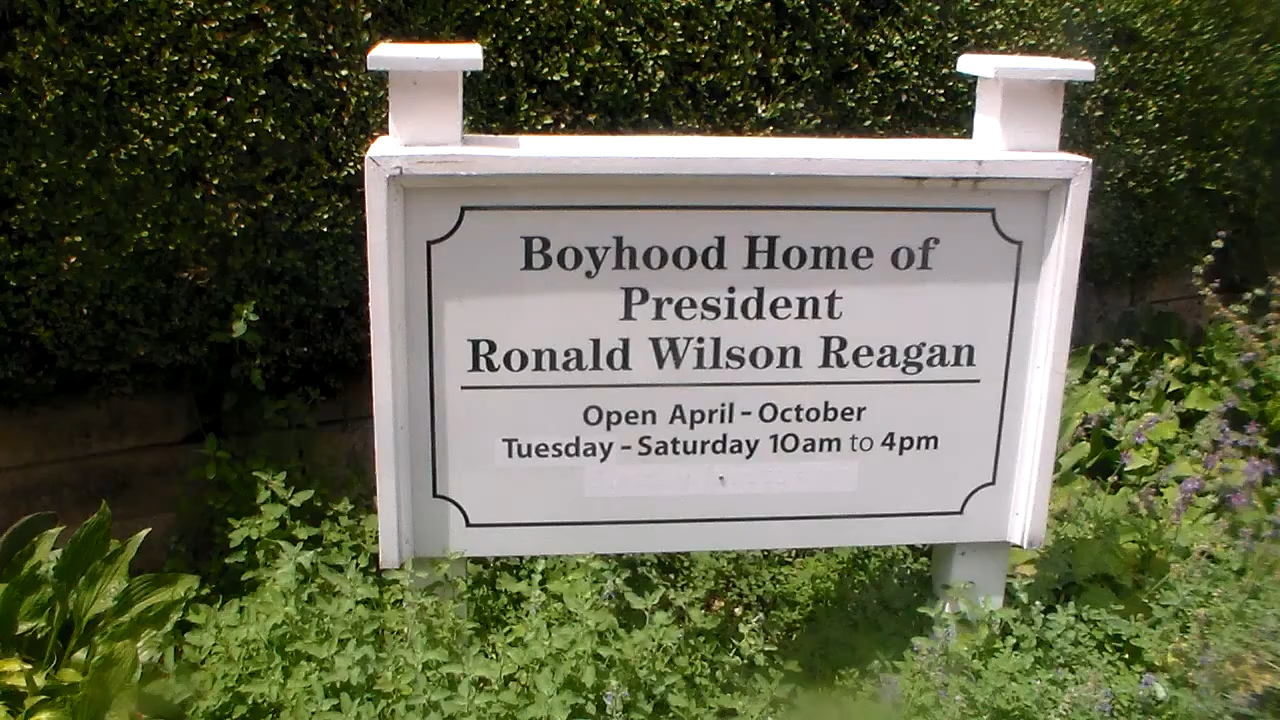 Boyhood Home of
President
Ronald Wilson Reagan
Open April - October
Tuesday - Saturday 10am to 4pm